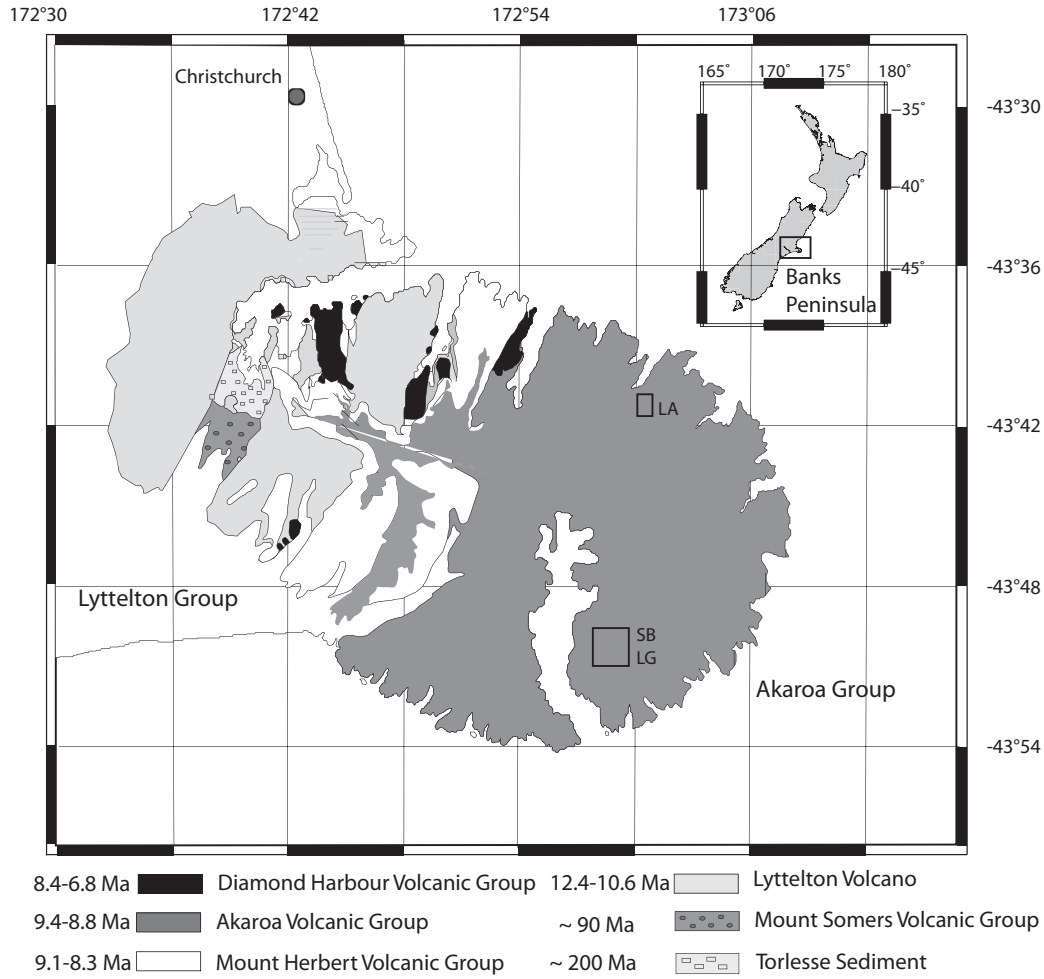 172°30 172°42 172°54 173°06
Christchurch
165° 170° 175° 180°
−35°
−40°
−45°
Banks
Peninsula
-43°30
-43°36
-43°42
-43°48
-43°54
LA
SB
LG
Lyttelton Group
Akaroa Group
8.4-6.8 Ma Diamond Harbour Volcanic Group 12.4-10.6 Ma Lyttelton Volcano
9.4-8.8 Ma Akaroa Volcanic Group ~ 90 Ma Mount Somers Volcanic Group
9.1-8.3 Ma Mount Herbert Volcanic Group ~ 200 Ma Torlesse Sediment